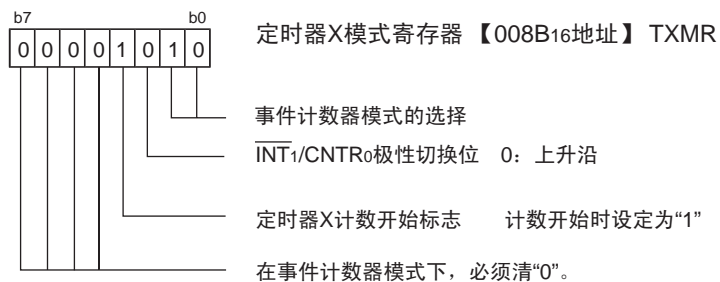 b7 b0
定时器X模式寄存器 【008B16地址】 TXMR
0 0 0 0 1 0 1 0
事件计数器模式的选择
INT1/CNTR0极性切换位 0：上升沿
定时器X计数开始标志 计数开始时设定为“1”
在事件计数器模式下，必须清“0”。